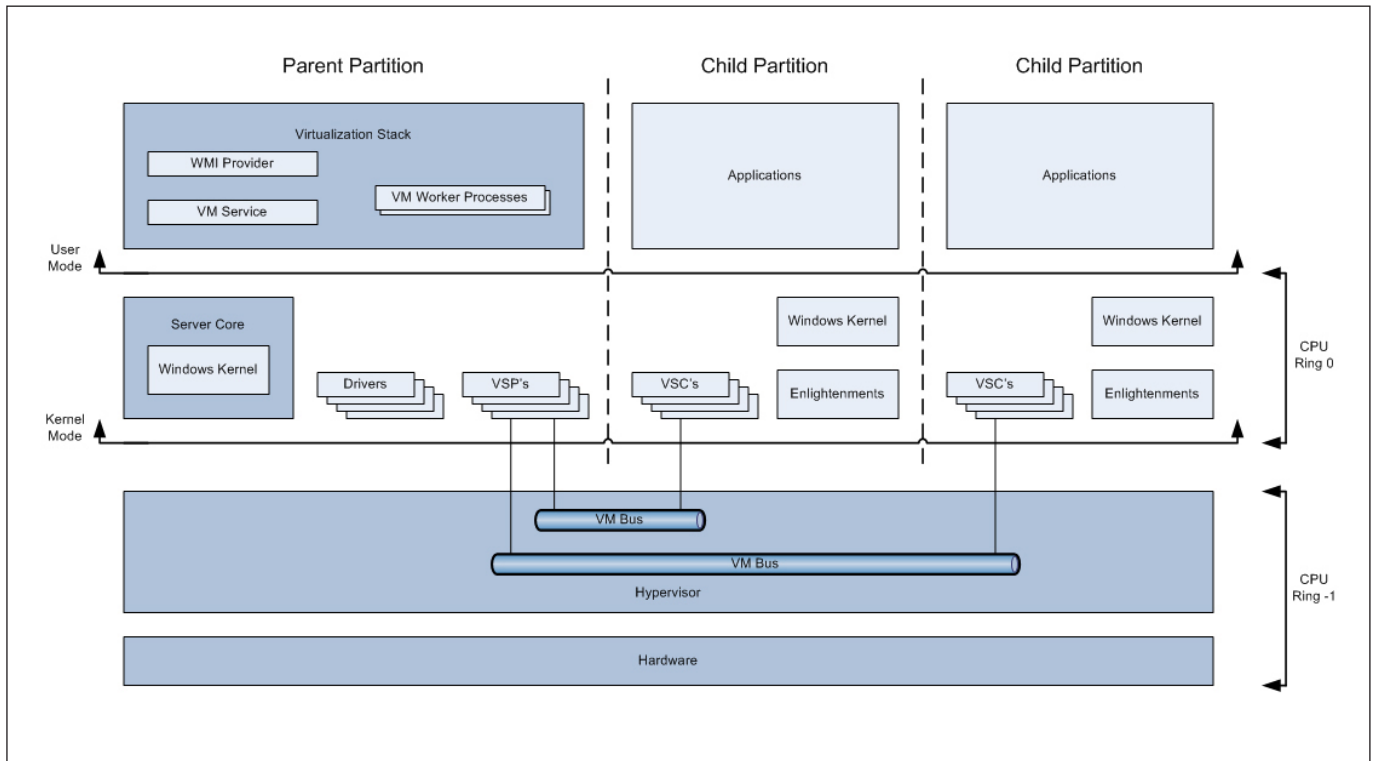 Parent Partition
Child Partition
Child Partition
Virtualization Stack
WMI Provider
VM Service
VM Worker Processes
Applications
Applications
User
Mode
Server Core
Windows Kernel
Drivers
VSP's
VSC's
Windows Kernel
Enlightenments
VSC's
Windows Kernel
Enlightenments
CPU
Ring 0
Kernel
Mode
VM Bus
VM Bus
Hypervisor
CPU
Ring -1
Hardware